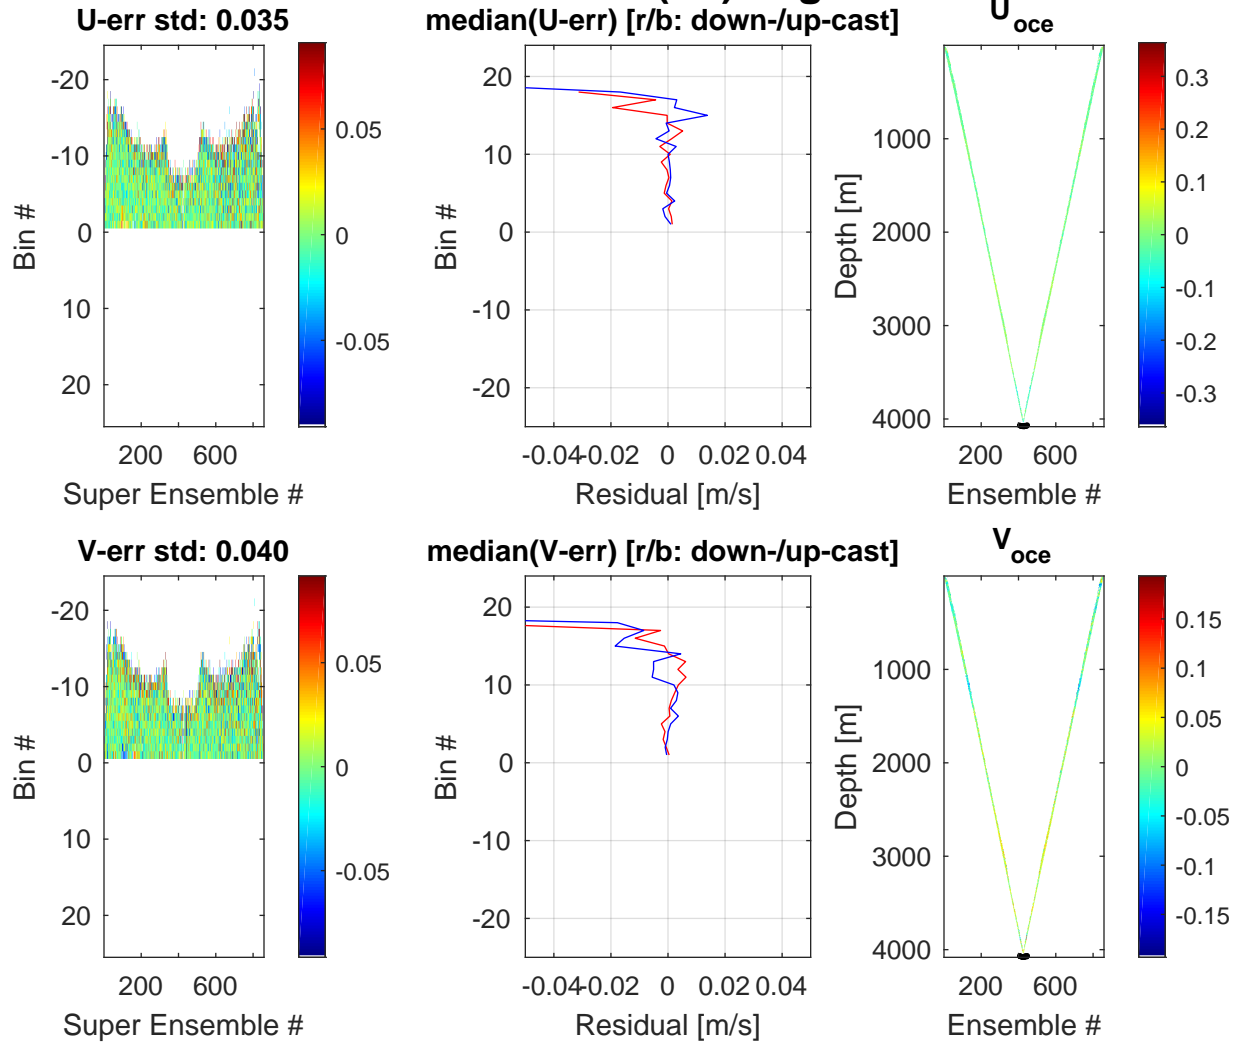 U-err std: 0.035
-20
-10
0
10
20
Bin #
200 600
Super Ensemble #
0.05
0
-0.05
median(U-err) [r/b: down-/up-cast]
20
10
0
-10
-20
Bin #
-0.04 -0.02 0 0.02 0.04
Residual [m/s]
U oce
1000
2000
3000
4000
Depth [m]
200 600
Ensemble #
0.3
0.2
0.1
0
-0.1
-0.2
-0.3
V-err std: 0.040
-20
-10
0
10
20
Bin #
200 600
Super Ensemble #
0.05
0
-0.05
median(V-err) [r/b: down-/up-cast]
20
10
0
-10
-20
Bin #
-0.04 -0.02 0 0.02 0.04
Residual [m/s]
V oce
1000
2000
3000
4000
Depth [m]
200 600
Ensemble #
0.15
0.1
0.05
0
-0.05
-0.1
-0.15